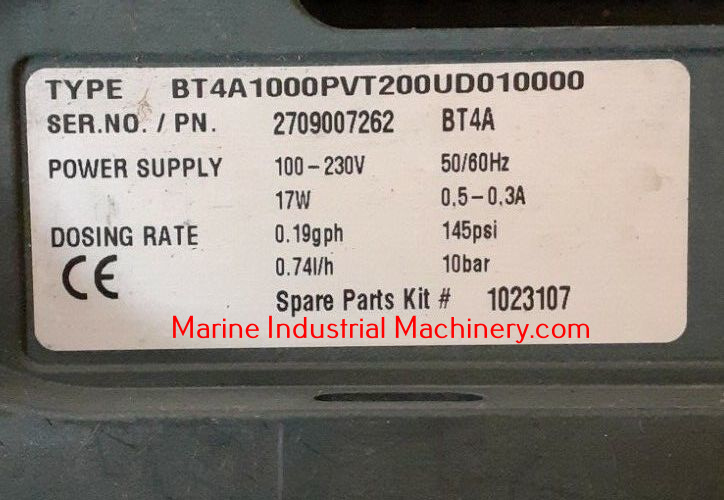 TYPE BT4A1000PVT200UD010000
SER.NO. / PN. 2709007262 BT4A
POWER SUPPLY 100-230V 50/60Hz
17W 0,5-0,3A
DOSING RATE 0.19gph 145psi
CE 0.74l/h 10bar
Spare Parts Kit # 1023107
Marine Industrial Machinery.com